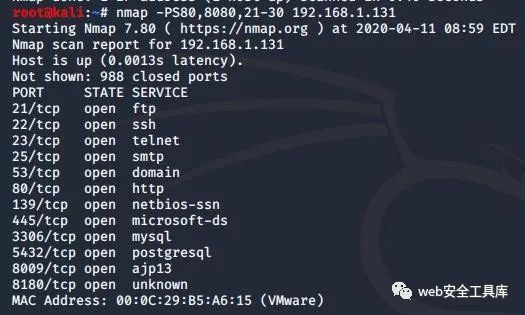 root@kali:~# nmap -PS80,8080,21-30 192.168.1.131
Starting Nmap 7.80 ( https://nmap.org ) at 2020-04-11 08:59 EDT
Nmap scan report for 192.168.1.131
Host is up (0.0013s latency).
Not shown: 988 closed ports
PORT     STATE SERVICE
21/tcp   open  ftp
22/tcp   open  ssh
23/tcp   open  telnet
25/tcp   open  smtp
53/tcp   open  domain
80/tcp   open  http
139/tcp  open  netbios-ssn
445/tcp  open  microsoft-ds
3306/tcp open  mysql
5432/tcp open  postgresql
8009/tcp open  ajp13
8180/tcp open  unknown
MAC Address: 00:0C:29:B5:A6:15 (VMware)
web安全工具库